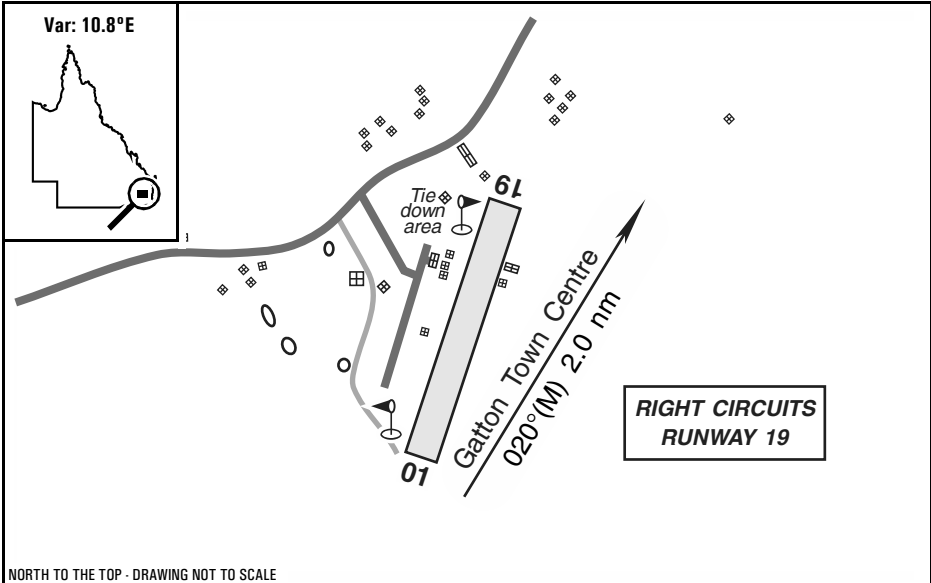 Var: 10.8ºE
Tie
down
area
19
01
Gatton Town Centre
020°(M) 2.0 nm
RIGHT CIRCUITS
RUNWAY 19
NORTH TO THE TOP - DRAWING NOT TO SCALE